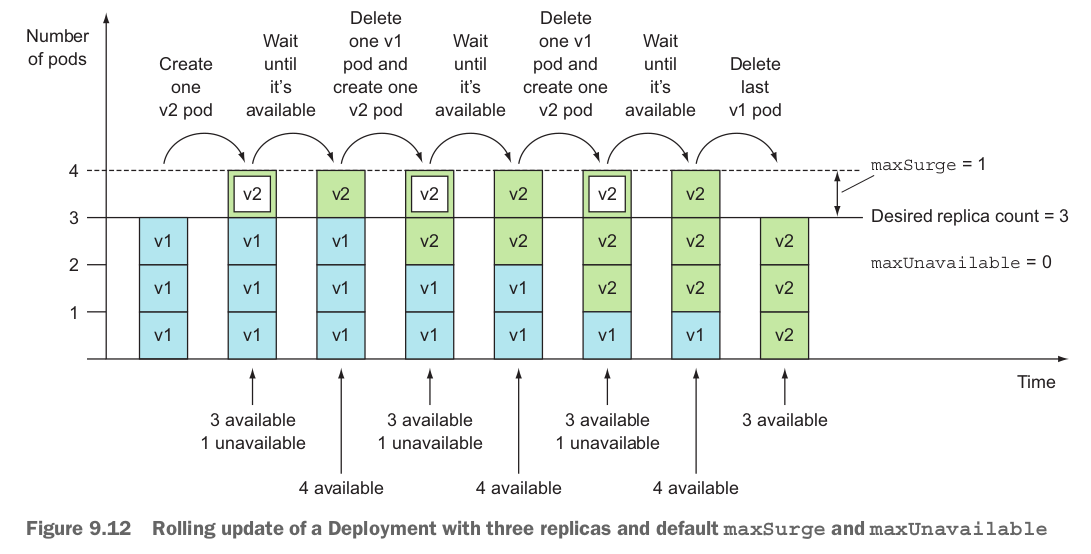 Number
of pods
Create
one
v2 pod
Wait
until
it's
available
Delete
one v1
pod and
create one
v2 pod
Wait
until
it's
available
Delete
one v1
pod and
create one
v2 pod
Wait
until
it's
available
Delete
last
v1 pod
4
3
2
1
v1
v1
v1
v2
v1
v1
v1
v2
v1
v1
v1
v2
v2
v1
v1
v2
v2
v1
v1
v2
v2
v2
v1
v2
v2
v2
v1
v2
v2
v2
maxSurge = 1
Desired replica count = 3
maxUnavailable = 0
Time
3 available
1 unavailable
4 available
3 available
1 unavailable
4 available
3 available
1 unavailable
4 available
3 available
Figure 9.12 Rolling update of a Deployment with three replicas and default maxSurge and maxUnavailable